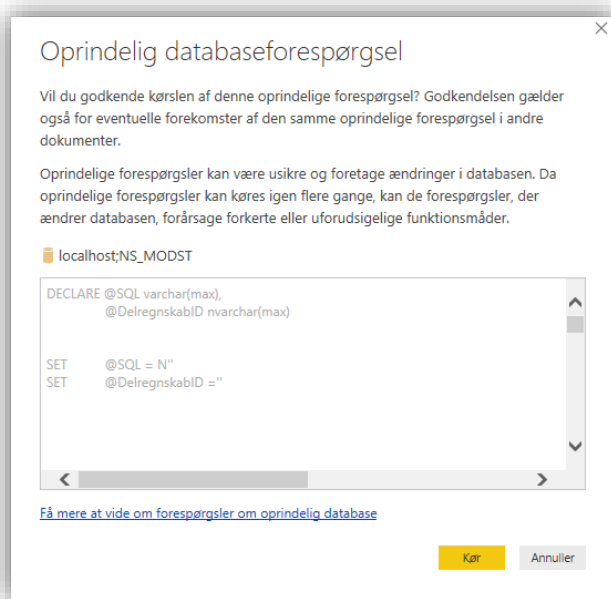 Oprindelig databaseforespørgsel
Vil du godkende kørslen af denne oprindelige forespørgsel? Godkendelsen gælder
også for eventuelle forekomster af den samme oprindelige forespørgsel i andre
dokumenter.
Oprindelige forespørgsler kan være usikre og foretage ændringer i databasen. Da
oprindelige forespørgsler kan køres igen flere gange, kan de forespørgsler, der
ændrer databasen, forårsage forkerte eller uforudsigelige funktionsmåder.
localhost;NS_MODST
DECLARE @SQL varchar(max),
@DelregnskabID nvarchar(max)
SET @SQL = N''
SET @DelregnskabID =''
Få mere at vide om forespørgsler om oprindelig database
Kør Annuller